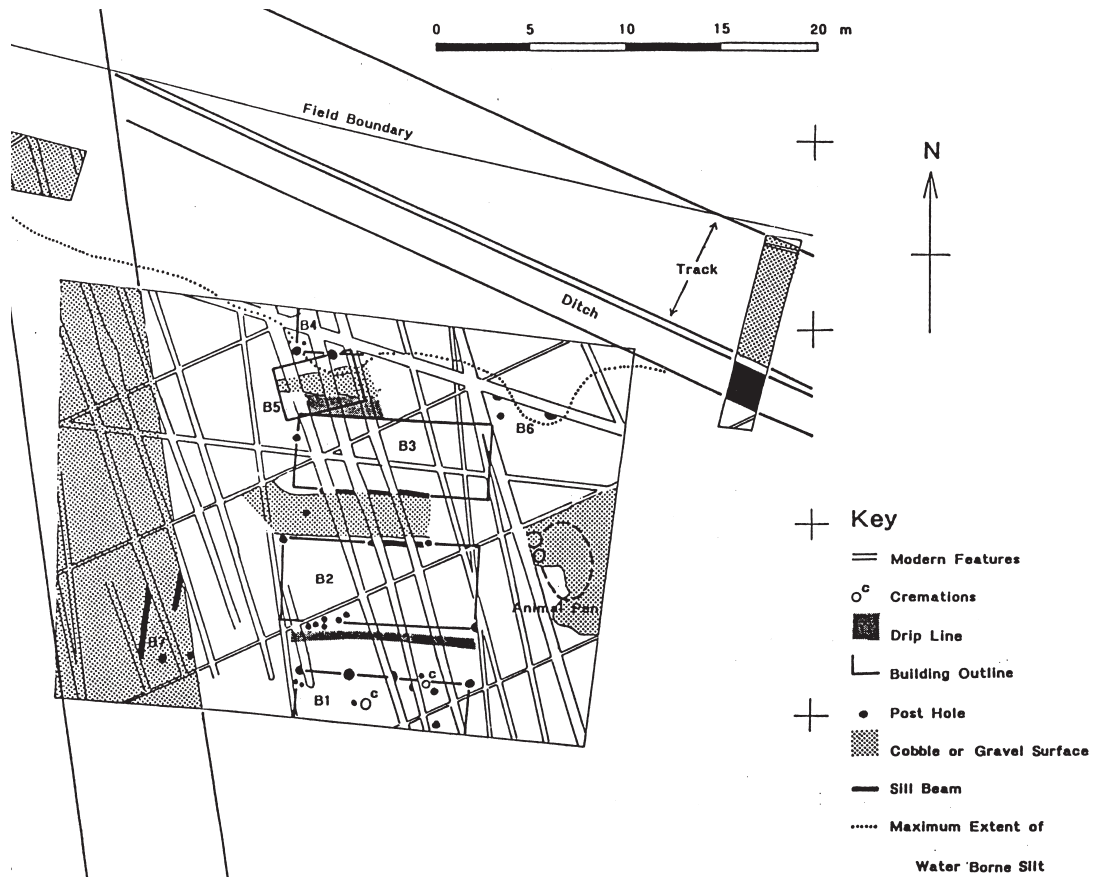 0 5 10 15 20 m
Field Boundary
N
Track
Ditch
B4
B5
B3
B6
B2
Animal Pen
B7
B1
c
c
Key
Modern Features
c
Cremations
Drip Line
Building Outline
Post Hole
Cobble or Gravel Surface
Sill Beam
Maximum Extent of
Water Borne Silt